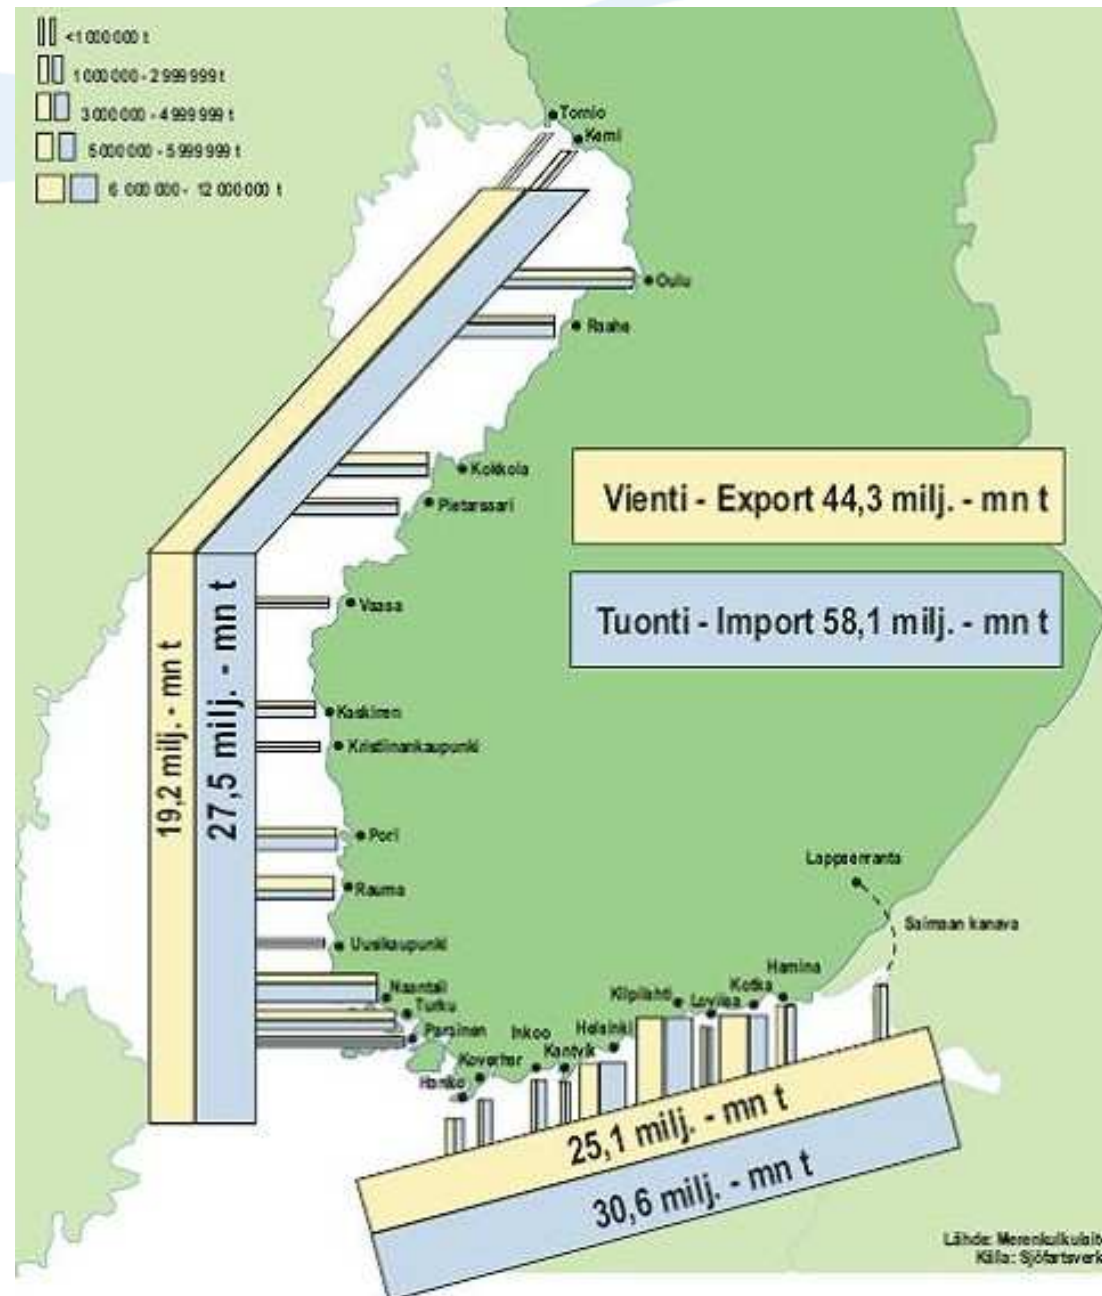 <1 000 000 t
1 000 000 - 2 999 999 t
3 000 000 - 4 999 999 t
5 000 000 - 5 999 999 t
6 000 000 - 12 000 000 t
Tornio
Kemi
Oulu
Raahe
Kokkola
Pietarsaari
Vienti - Export 44,3 milj. - mn t
Tuonti - Import 58,1 milj. - mn t
Vaasa
Kaskinen
Kristiinankaupunki
19,2 milj. - mn t
27,5 milj. - mn t
Pori
Rauma
Uusikaupunki
Naantali
Turku
Parainen
Hanko
Koverhar
Inkoo
Kantvik
Helsinki
Kilpilahti
Loviisa
Kotka
Hamina
Lappeenranta
Saimaan kanava
25,1 milj. - mn t
30,6 milj. - mn t
Lähde: Merenkulkulaito
Källa: Sjöfartsverk